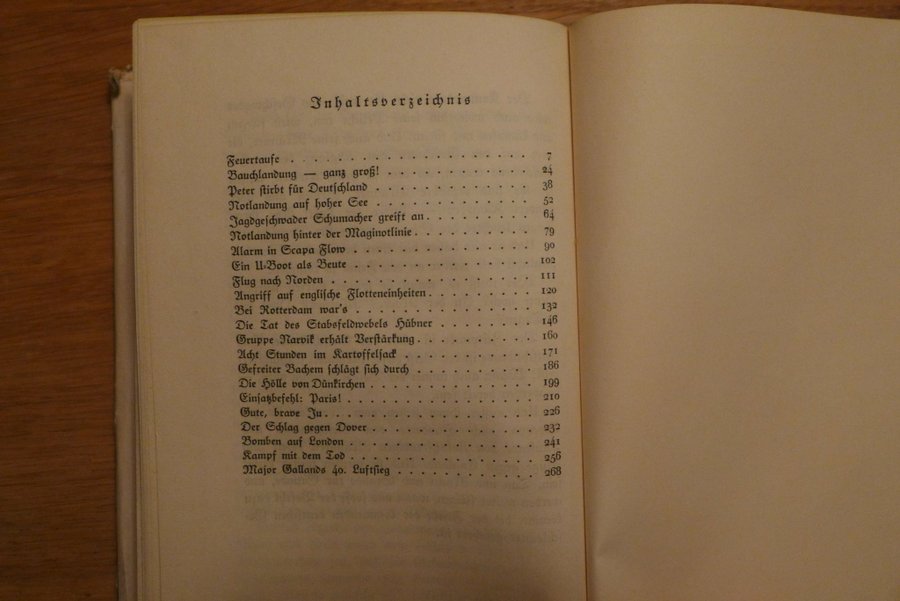 Inhaltsverzeichnis
Feuertaufe . . . . . . . . . . . . . . . . 7
Bauchlandung — ganz groß! . . . . . . . . . . 24
Peter stirbt für Deutschland . . . . . . . . . . 38
Notlandung auf hoher See . . . . . . . . . . . 52
Jagdgeschwader Schumacher greift an . . . . . . . 64
Notlandung hinter der Maginotlinie . . . . . . . . 79
Alarm in Scapa Flow . . . . . . . . . . . . 90
Ein U-Boot als Beute . . . . . . . . . . . . 102
Flug nach Norden . . . . . . . . . . . . . 111
Angriff auf englische Flotteneinheiten . . . . . . . 120
Bei Rotterdam war's . . . . . . . . . . . . 132
Die Tat des Stabsfeldwebels Hübner . . . . . . . 146
Gruppe Narvik erhält Verstärkung . . . . . . . . 160
Acht Stunden im Kartoffelsack . . . . . . . . . 171
Gefreiter Bachem schlägt sich durch . . . . . . . . 186
Die Hölle von Dünkirchen . . . . . . . . . . . 199
Einsatzbefehl: Paris! . . . . . . . . . . . . 210
Gute, brave Ju . . . . . . . . . . . . . . 226
Der Schlag gegen Dover . . . . . . . . . . . 232
Bomben auf London . . . . . . . . . . . . 241
Kampf mit dem Tod . . . . . . . . . . . . 256
Major Gallands 40. Luftsieg . . . . . . . . . . 268